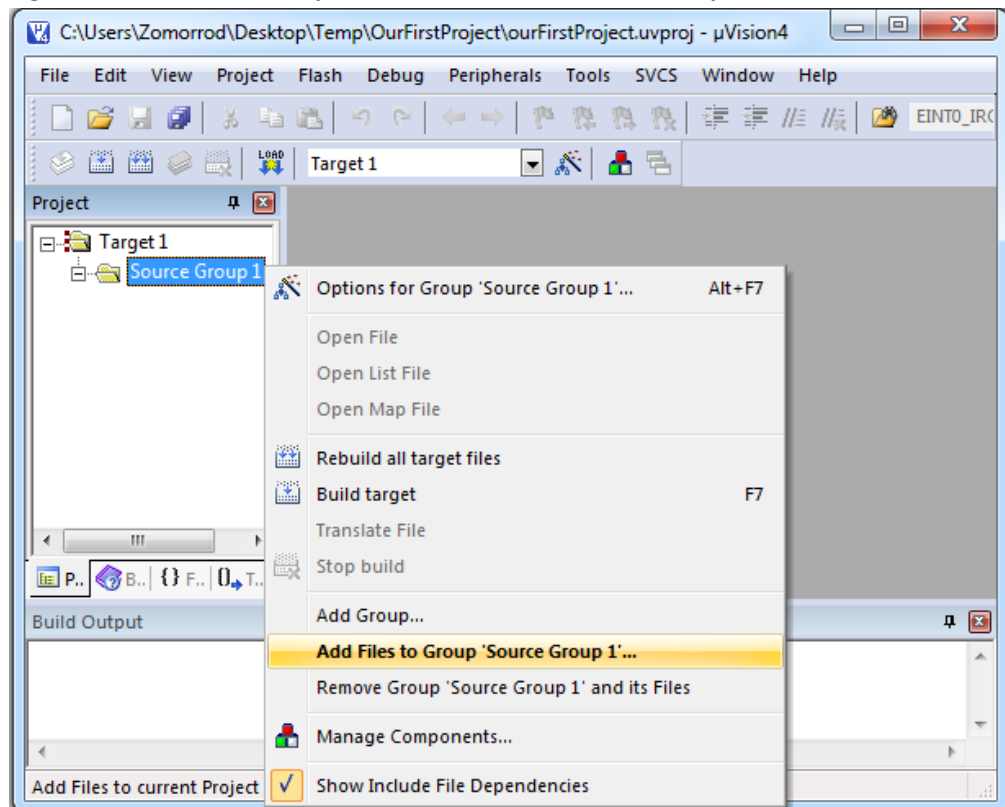 C:\Users\Zomorrod\Desktop\Temp\OurFirstProject\ourFirstProject.uvproj - µVision4
File Edit View Project Flash Debug Peripherals Tools SVCS Window Help
EINT0_IRC
LOAD
Target 1
Project
Target 1
Source Group 1
Options for Group 'Source Group 1'... Alt+F7
Open File
Open List File
Open Map File
Rebuild all target files
Build target F7
Translate File
Stop build
P.. B.. {} F.. 0 T..
Add Group...
Build Output
Add Files to Group 'Source Group 1'...
Remove Group 'Source Group 1' and its Files
Manage Components...
Add Files to current Project
Show Include File Dependencies